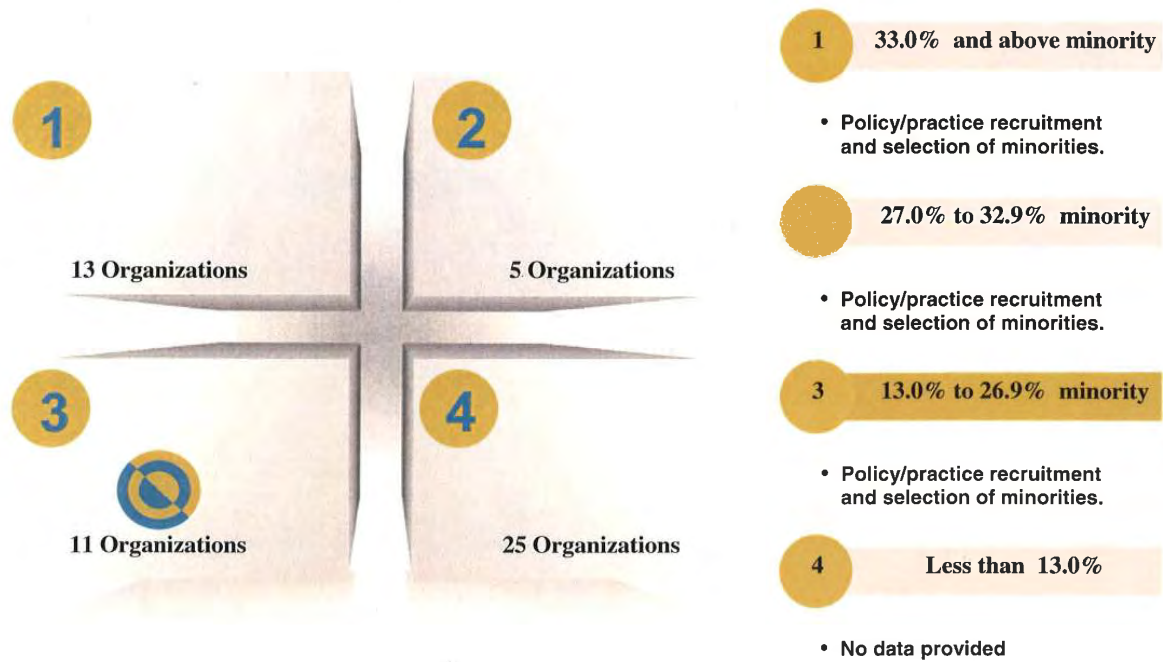 1
2
13 Organizations
5 Organizations
3
4
11 Organizations
25 Organizations
1 33.0% and above minority
• Policy/practice recruitment
and selection of minorities.
27.0% to 32.9% minority
• Policy/practice recruitment
and selection of minorities.
3 13.0% to 26.9% minority
• Policy/practice recruitment
and selection of minorities.
4 Less than 13.0%
• No data provided